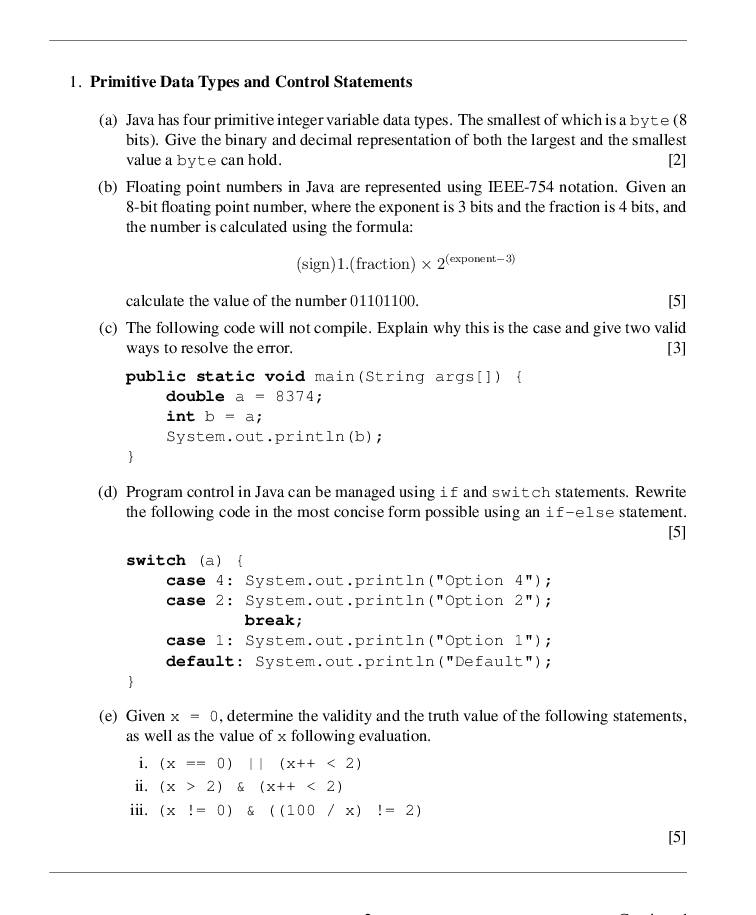 1. Primitive Data Types and Control Statements
(a) Java has four primitive integer variable data types. The smallest of which is a byte (8
bits). Give the binary and decimal representation of both the largest and the smallest
value a byte can hold. [2]
(b) Floating point numbers in Java are represented using IEEE-754 notation. Given an
8-bit floating point number, where the exponent is 3 bits and the fraction is 4 bits, and
the number is calculated using the formula:
(sign)1.(fraction) × 2^(exponent−3)
calculate the value of the number 01101100. [5]
(c) The following code will not compile. Explain why this is the case and give two valid
ways to resolve the error. [3]
public static void main(String args[]) {
    double a = 8374;
    int b = a;
    System.out.println(b);
}
(d) Program control in Java can be managed using if and switch statements. Rewrite
the following code in the most concise form possible using an if-else statement.
[5]
switch (a) {
    case 4: System.out.println("Option 4");
    case 2: System.out.println("Option 2");
            break;
    case 1: System.out.println("Option 1");
    default: System.out.println("Default");
}
(e) Given x = 0, determine the validity and the truth value of the following statements,
as well as the value of x following evaluation.
i. (x == 0) || (x++ < 2)
ii. (x > 2) & (x++ < 2)
iii. (x != 0) & ((100 / x) != 2)
[5]